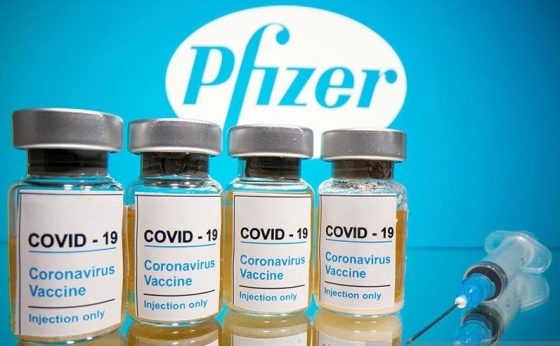 Pfizer
COVID - 19
Coronavirus
Vaccine
Injection only
COVID - 19
Coronavirus
Vaccine
Injection only
COVID - 19
Coronavirus
Vaccine
Injection only
COVID - 19
Coronavirus
Vaccine
Injection only